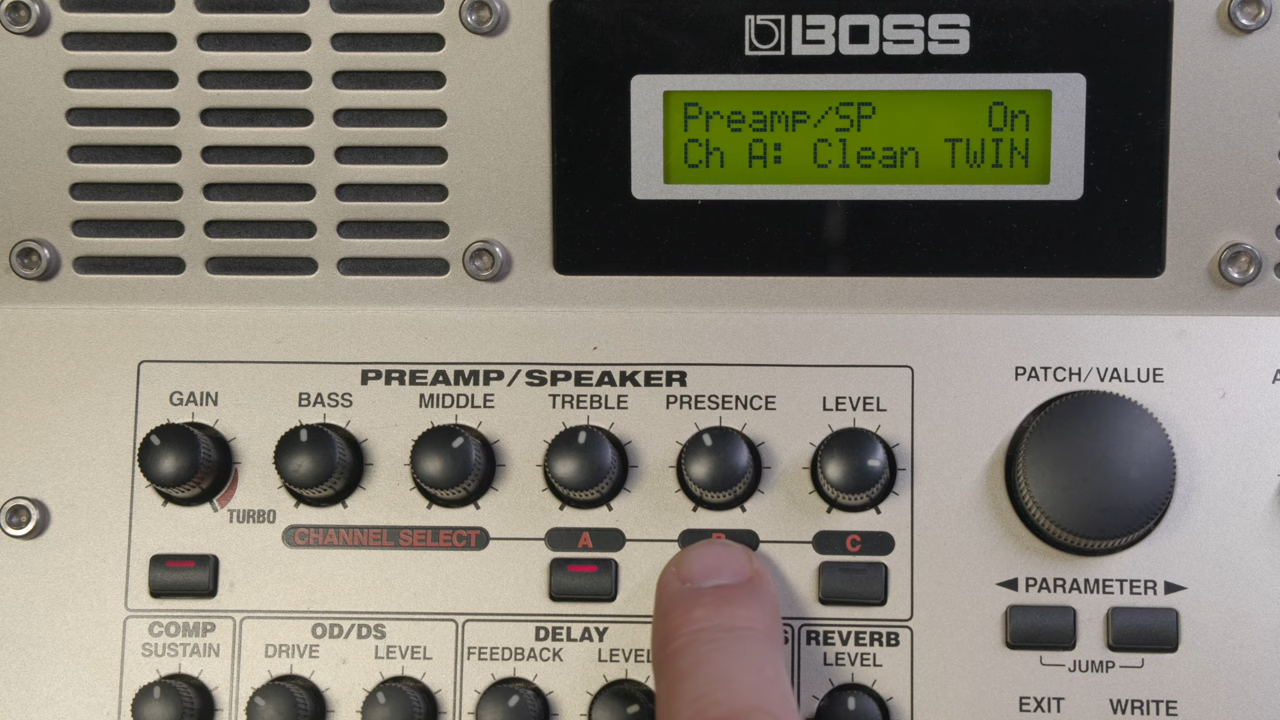 BOSS
Preamp/SP On
Ch A: Clean TWIN
PREAMP/SPEAKER
GAIN BASS MIDDLE TREBLE PRESENCE LEVEL
PATCH/VALUE
TURBO
CHANNEL SELECT A B C
PARAMETER
JUMP
COMP OD/DS DELAY REVERB
SUSTAIN DRIVE LEVEL FEEDBACK LEVEL LEVEL
EXIT WRITE